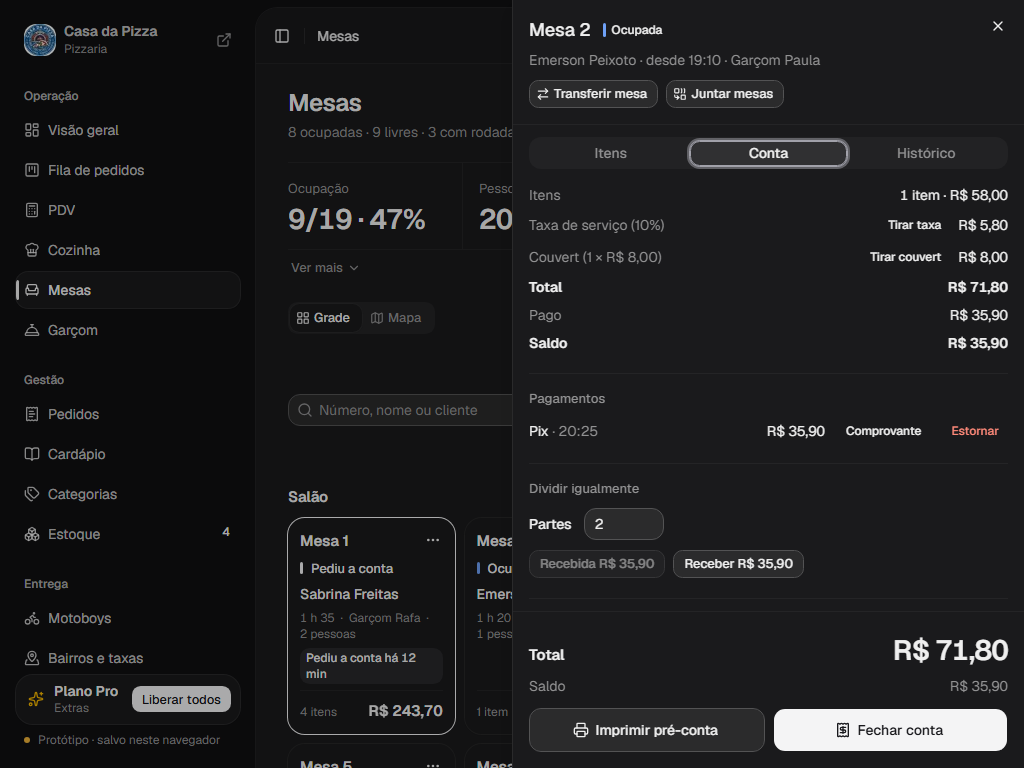 Casa da Pizza
Pizzaria
Operação
Visão geral
Fila de pedidos
PDV
Cozinha
Mesas
Garçom
Gestão
Pedidos
Cardápio
Categorias
Estoque 4
Entrega
Motoboys
Bairros e taxas
Plano Pro
Extras
Liberar todos
Protótipo · salvo neste navegador
Mesas
Mesas
8 ocupadas · 9 livres · 3 com rodada
Ocupação
9/19 · 47%
Ver mais
Grade Mapa
Número, nome ou cliente
Salão
Mesa 1
Pediu a conta
Sabrina Freitas
1 h 35 · Garçom Rafa ·
2 pessoas
Pediu a conta há 12
min
4 itens R$ 243,70
1 item
Mesa 5
Mesa 2 Ocupada
Emerson Peixoto · desde 19:10 · Garçom Paula
Transferir mesa Juntar mesas
Itens Conta Histórico
Itens 1 item · R$ 58,00
Taxa de serviço (10%) Tirar taxa R$ 5,80
Couvert (1 × R$ 8,00) Tirar couvert R$ 8,00
Total R$ 71,80
Pago R$ 35,90
Saldo R$ 35,90
Pagamentos
Pix · 20:25 R$ 35,90 Comprovante Estornar
Dividir igualmente
Partes 2
Recebida R$ 35,90 Receber R$ 35,90
Total R$ 71,80
Saldo R$ 35,90
Imprimir pré-conta Fechar conta